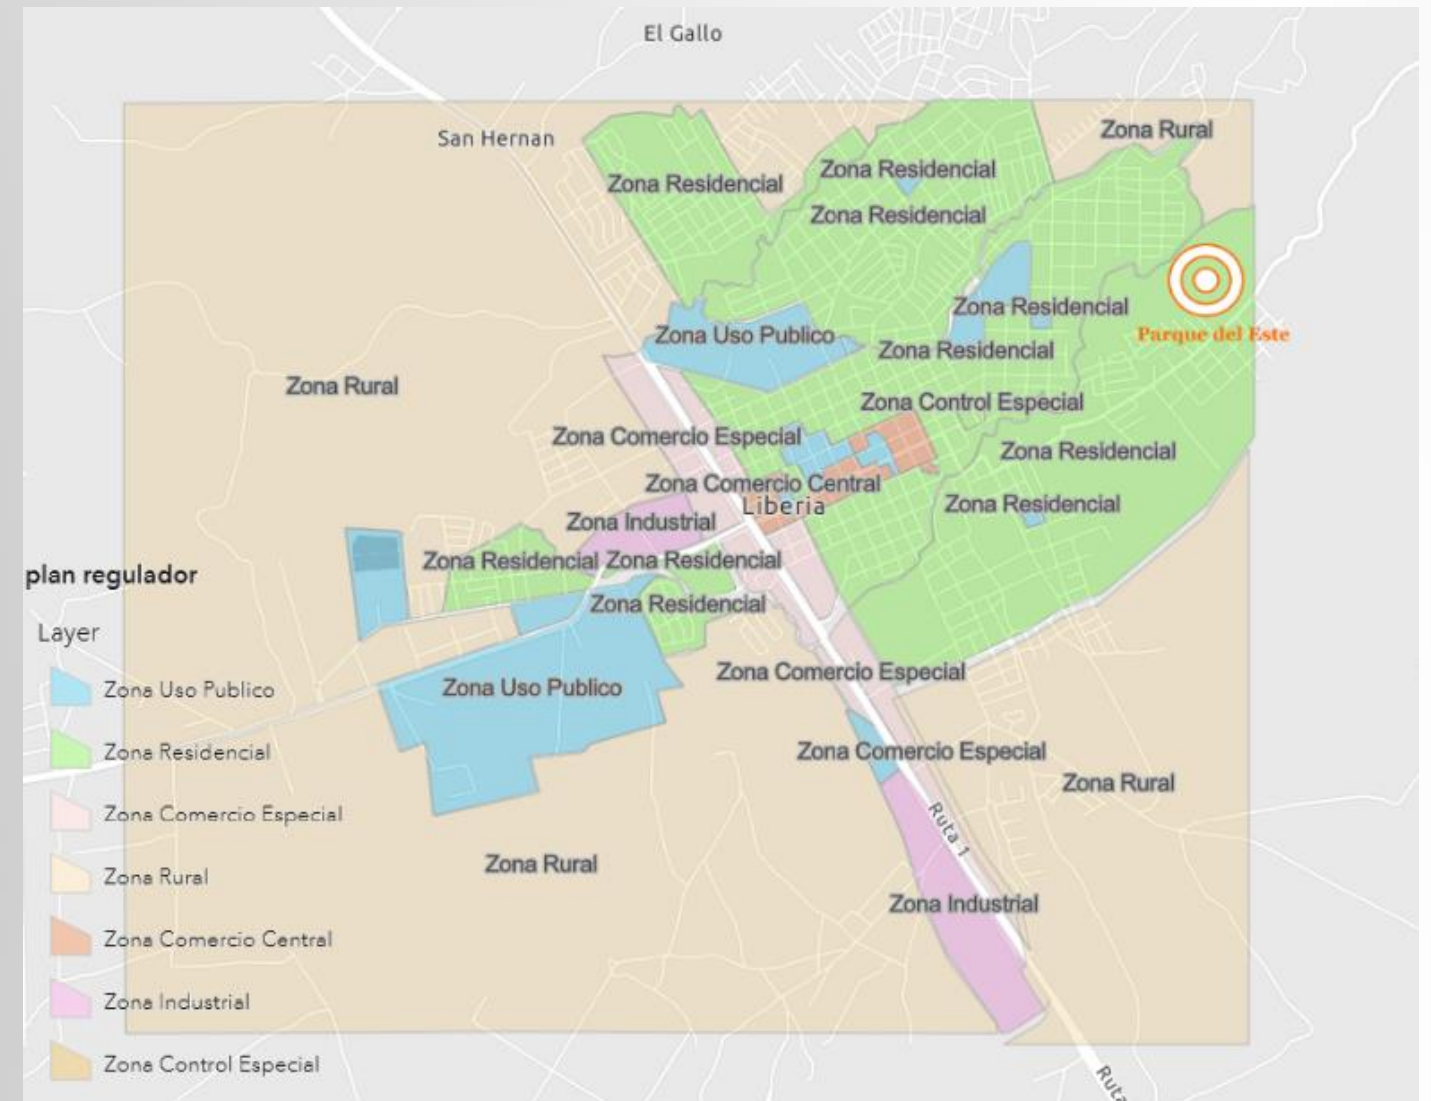 El Gallo
Zona Rural
San Hernan
Zona Residencial
Zona Residencial
Zona Residencial
Zona Residencial
Parque del Este
Zona Uso Publico
Zona Residencial
Zona Rural
Zona Control Especial
Zona Comercio Especial
Zona Residencial
Zona Comercio Central
Liberia
Zona Residencial
Zona Industrial
Zona Residencial
Zona Residencial
Zona Residencial
Zona Comercio Especial
Zona Uso Publico
Zona Comercio Especial
Zona Rural
Ruta 1
Zona Rural
Zona Industrial
Ruta
plan regulador
Layer
Zona Uso Publico
Zona Residencial
Zona Comercio Especial
Zona Rural
Zona Comercio Central
Zona Industrial
Zona Control Especial